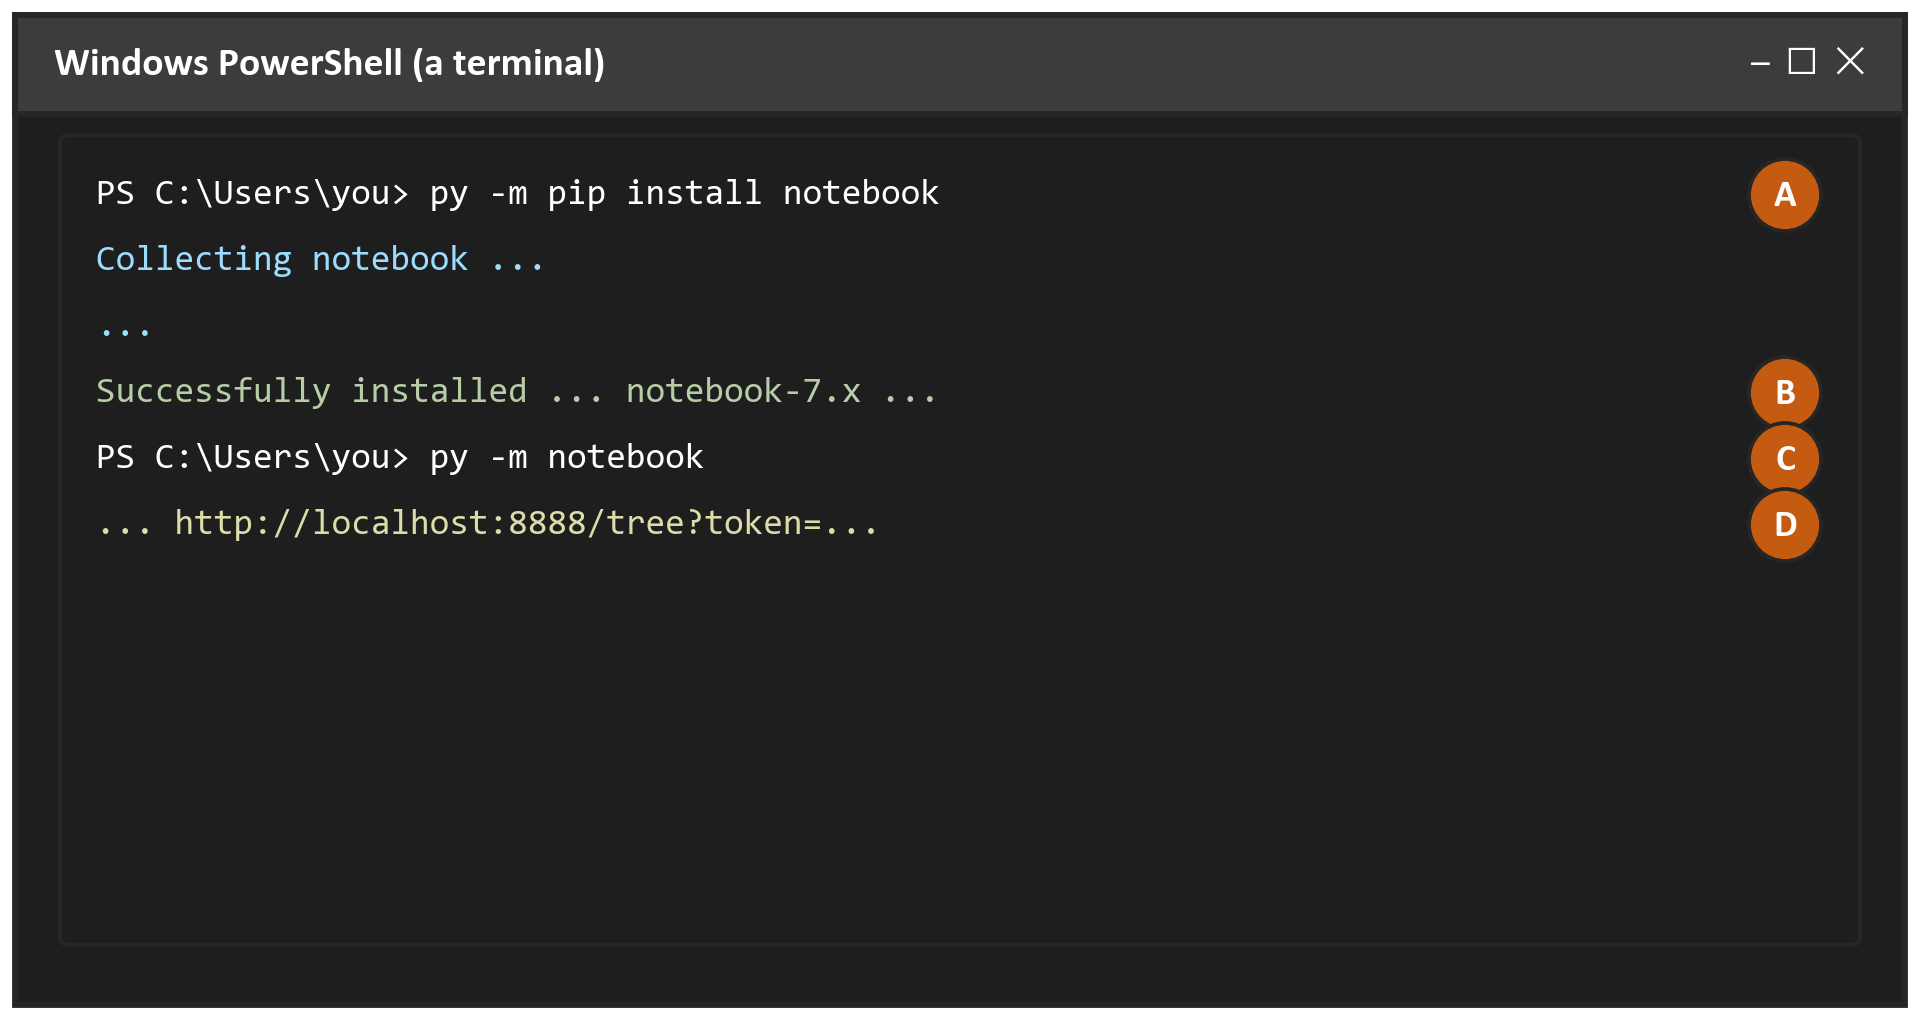 Windows PowerShell (a terminal)
PS C:\Users\you> py -m pip install notebook
A
Collecting notebook ...
...
Successfully installed ... notebook-7.x ...
B
PS C:\Users\you> py -m notebook
C
... http://localhost:8888/tree?token=...
D